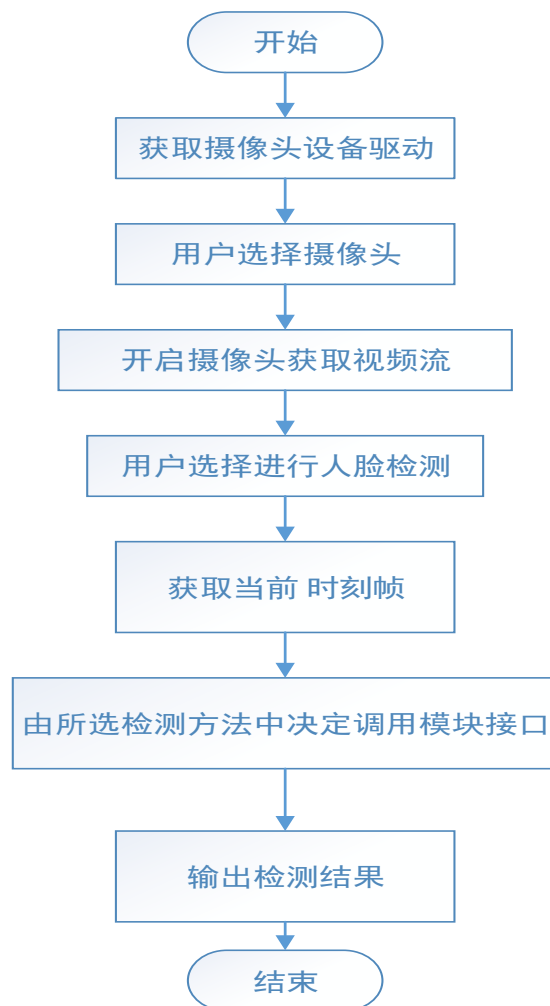 开始
获取摄像头设备驱动
用户选择摄像头
开启摄像头获取视频流
用户选择进行人脸检测
获取当前 时刻帧
由所选检测方法中决定调用模块接口
输出检测结果
结束